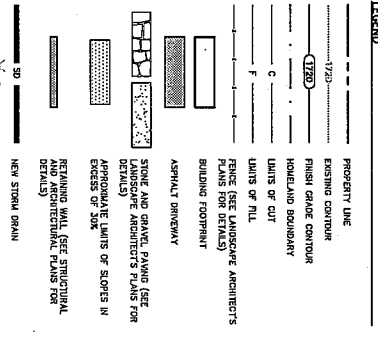 LEGEND
PROPERTY LINE
1720
EXISTING CONTOUR
1720
FINISH GRADE CONTOUR
HOMELAND BOUNDARY
C
LIMITS OF CUT
F
LIMITS OF FILL
FENCE (SEE LANDSCAPE ARCHITECT'S
PLANS FOR DETAILS)
BUILDING FOOTPRINT
ASPHALT DRIVEWAY
STONE AND GRAVEL PAVING (SEE
LANDSCAPE ARCHITECT'S PLANS FOR
DETAILS)
APPROXIMATE LIMITS OF SLOPES IN
EXCESS OF 30%
RETAINING WALL (SEE STRUCTURAL
AND ARCHITECTURAL PLANS FOR
DETAILS)
SD
NEW STORM DRAIN